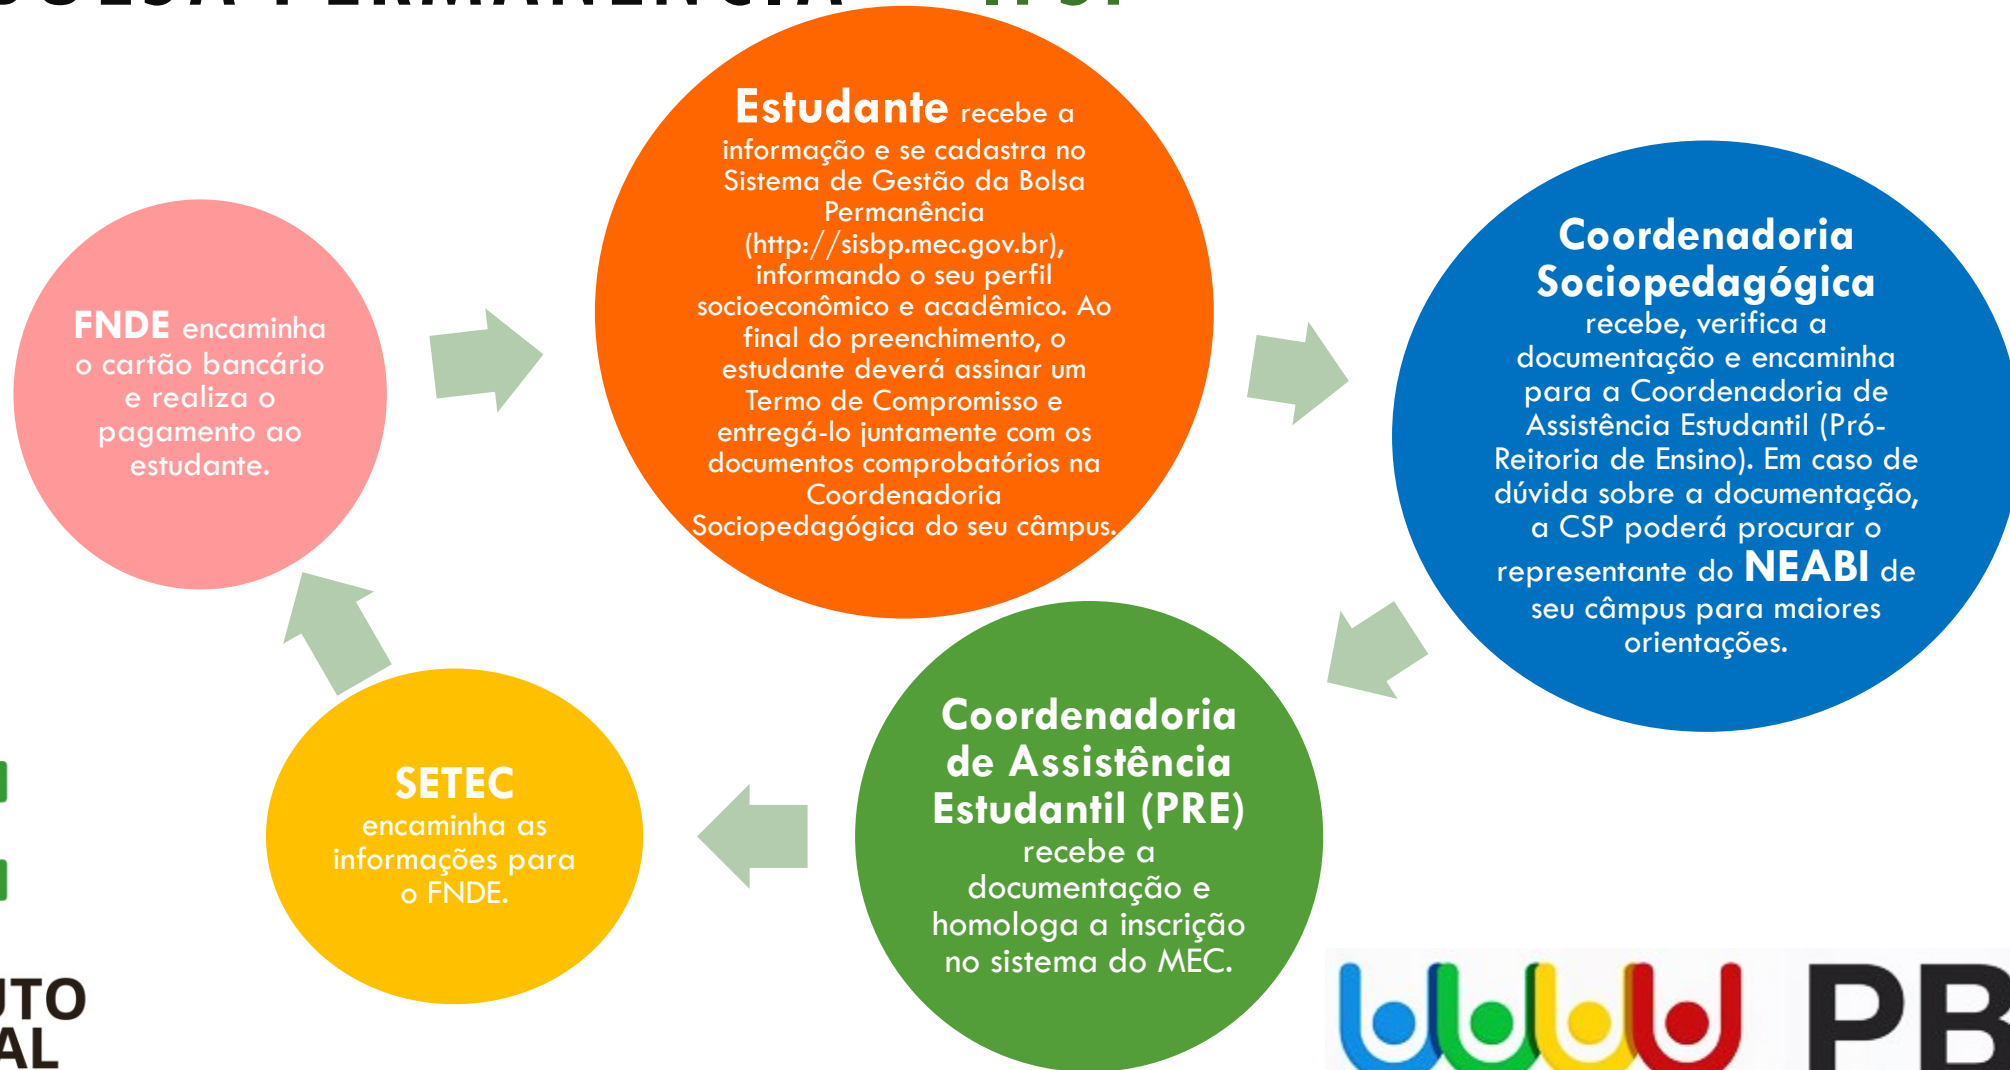 BOLSA PERMANÊNCIA
IFSP
Estudante recebe a
informação e se cadastra no
Sistema de Gestão da Bolsa
Permanência
(http://sisbp.mec.gov.br),
informando o seu perfil
socioeconômico e acadêmico. Ao
final do preenchimento, o
estudante deverá assinar um
Termo de Compromisso e
entregá-lo juntamente com os
documentos comprobatórios na
Coordenadoria
Sociopedagógica do seu câmpus.
Coordenadoria
Sociopedagógica
recebe, verifica a
documentação e encaminha
para a Coordenadoria de
Assistência Estudantil (Pró-
Reitoria de Ensino). Em caso de
dúvida sobre a documentação,
a CSP poderá procurar o
representante do NEABI de
seu câmpus para maiores
orientações.
Coordenadoria
de Assistência
Estudantil (PRE)
recebe a
documentação e
homologa a inscrição
no sistema do MEC.
SETEC
encaminha as
informações para
o FNDE.
FNDE encaminha
o cartão bancário
e realiza o
pagamento ao
estudante.
UTO
AL
PB